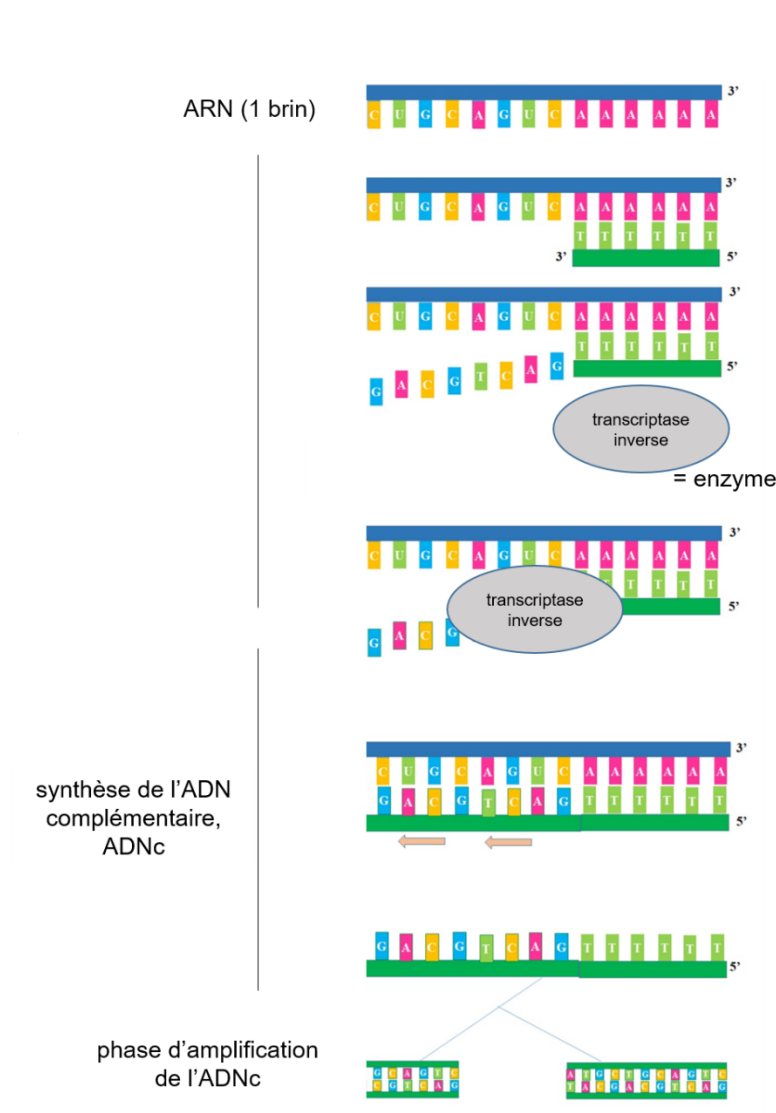 3’
ARN (1 brin)
C U G C A G U C A A A A A A
3’
C U G C A G U C A A A A A A
T T T T T T
3’ 5’
3’
C U G C A G U C A A A A A A
T T T T T T
G A C G T C A G 5’
transcriptase
inverse
= enzyme
3’
C U G C A G U C A A A A A A
T T T T T
transcriptase
inverse
5’
G A C G
3’
C U G C A G U C A A A A A A
synthèse de l’ADN
complémentaire,
ADNc
G A C G T C A G T T T T T T
5’
G A C G T C A G T T T T T T
5’
phase d’amplification
de l’ADNc
G C A G T C
C G T C A G
A T G C T G C A G T C
T A C G A C G T C A G